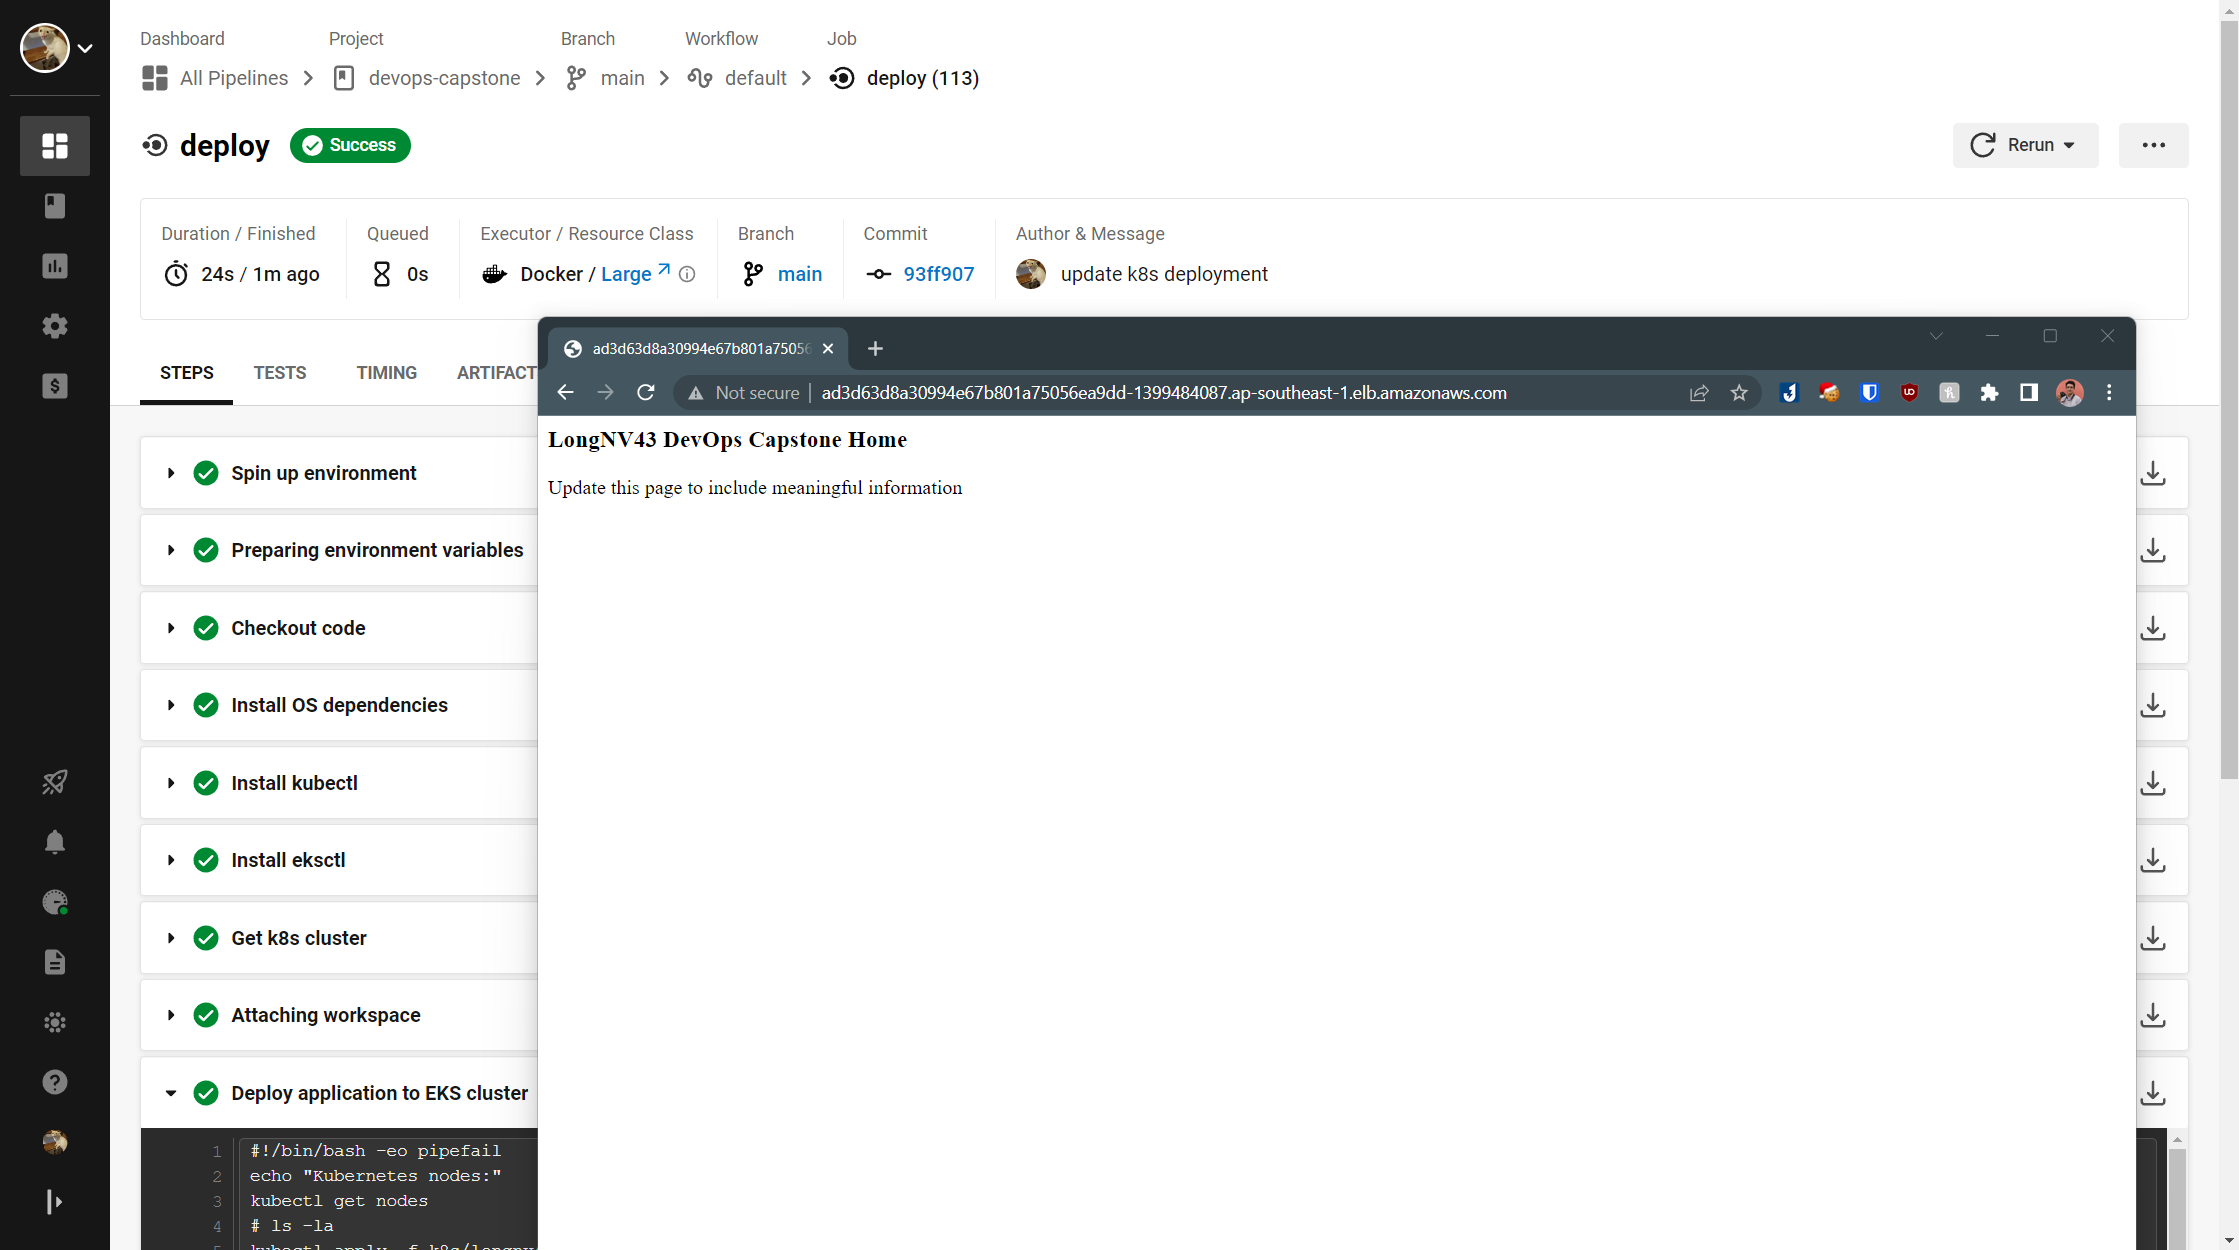 Dashboard Project Branch Workflow Job
All Pipelines devops-capstone main default deploy (113)
deploy Success Rerun
Duration / Finished Queued Executor / Resource Class Branch Commit Author & Message
24s / 1m ago 0s Docker / Large main 93ff907 update k8s deployment
STEPS TESTS TIMING ARTIFACT
ad3d63d8a30994e67b801a75056
Not secure ad3d63d8a30994e67b801a75056ea9dd-1399484087.ap-southeast-1.elb.amazonaws.com
LongNV43 DevOps Capstone Home
Update this page to include meaningful information
Spin up environment
Preparing environment variables
Checkout code
Install OS dependencies
Install kubectl
Install eksctl
Get k8s cluster
Attaching workspace
Deploy application to EKS cluster
1 #!/bin/bash -eo pipefail
2 echo "Kubernetes nodes:"
3 kubectl get nodes
4 # ls -la
5 kubectl apply -f k8s/longnv